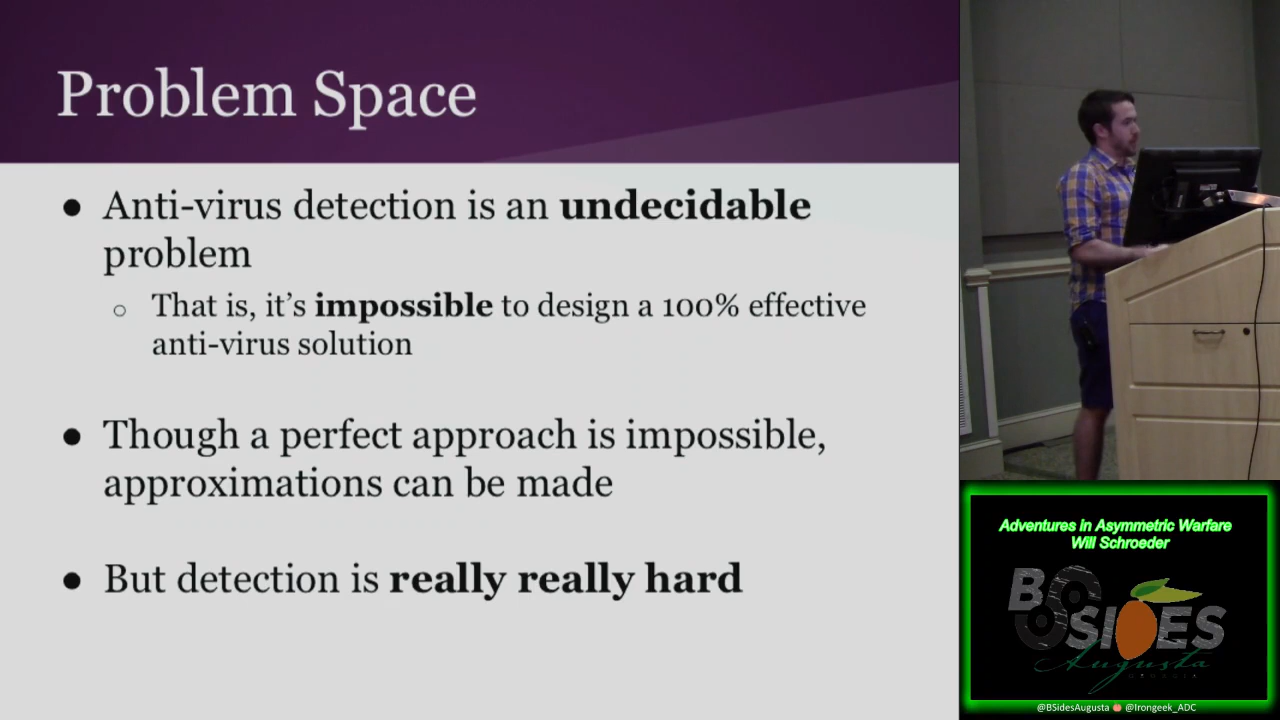 Problem Space
● Anti-virus detection is an undecidable
problem
○ That is, it's impossible to design a 100% effective
anti-virus solution
● Though a perfect approach is impossible,
approximations can be made
● But detection is really really hard
Adventures in Asymmetric Warfare
Will Schroeder
BSIDES
Augusta
@BSidesAugusta @Irongeek_ADC